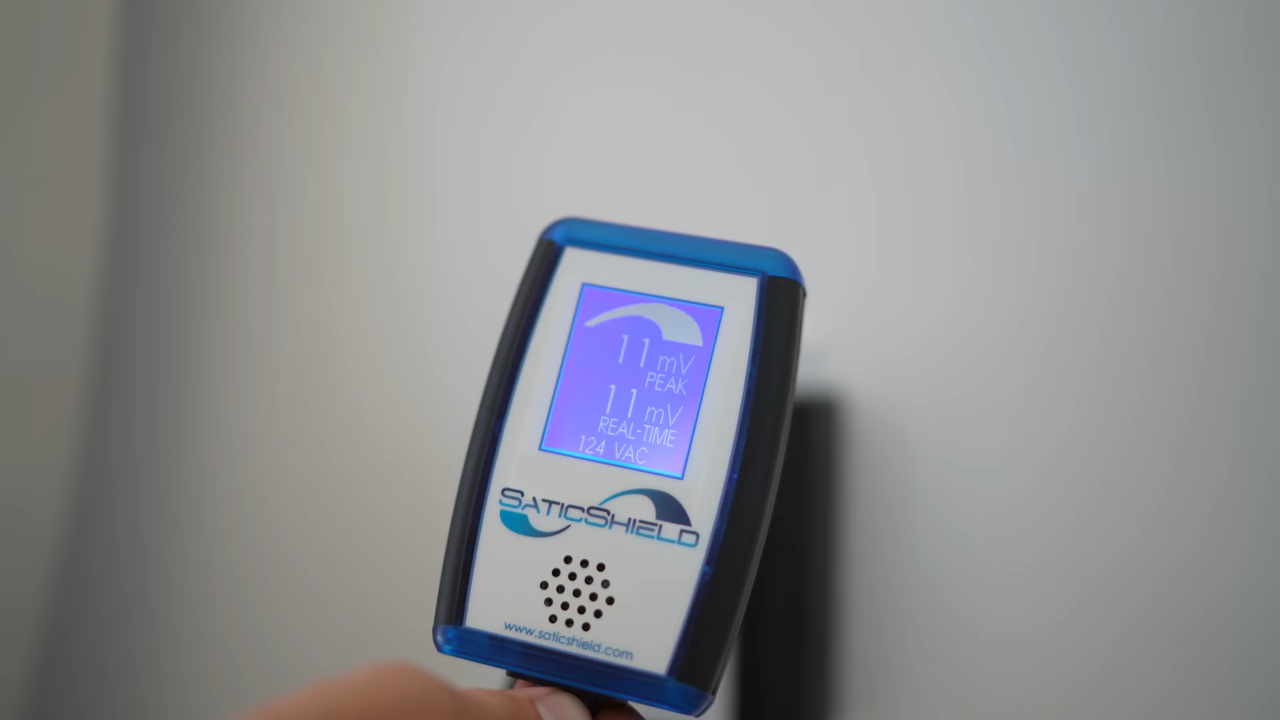 11 mV
PEAK
11 mV
REAL-TIME
124 VAC
SATICSHIELD
www.saticshield.com